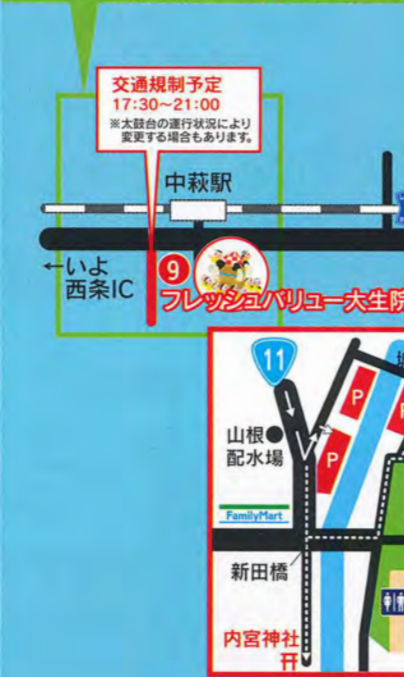 交通規制予定
17:30~21:00
※太鼓台の運行状況により
変更する場合もあります。
中萩駅
←いよ
西条IC
9
フレッシュバリュー大生院
11
山根
配水場
P
P
FamilyMart
新田橋
内宮神社